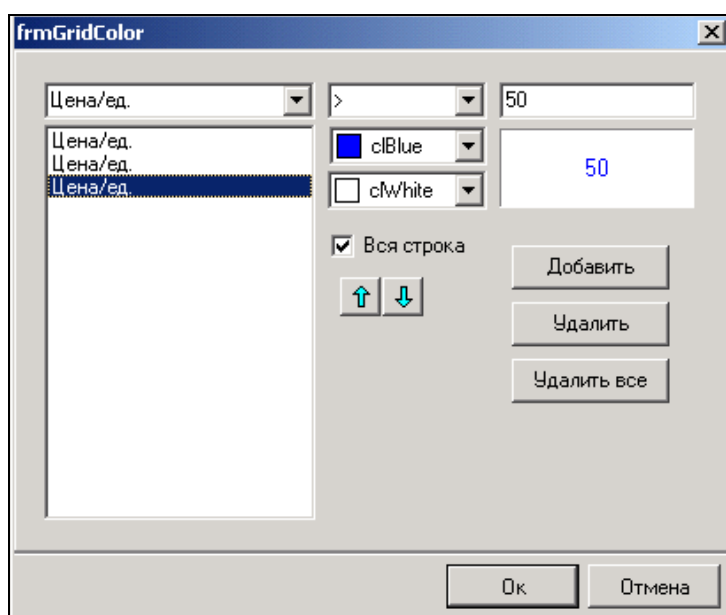 frmGridColor
Цена/ед.
>
50
Цена/ед.
Цена/ед.
Цена/ед.
clBlue
clWhite
50
Вся строка
Добавить
Удалить
Удалить все
Ок
Отмена